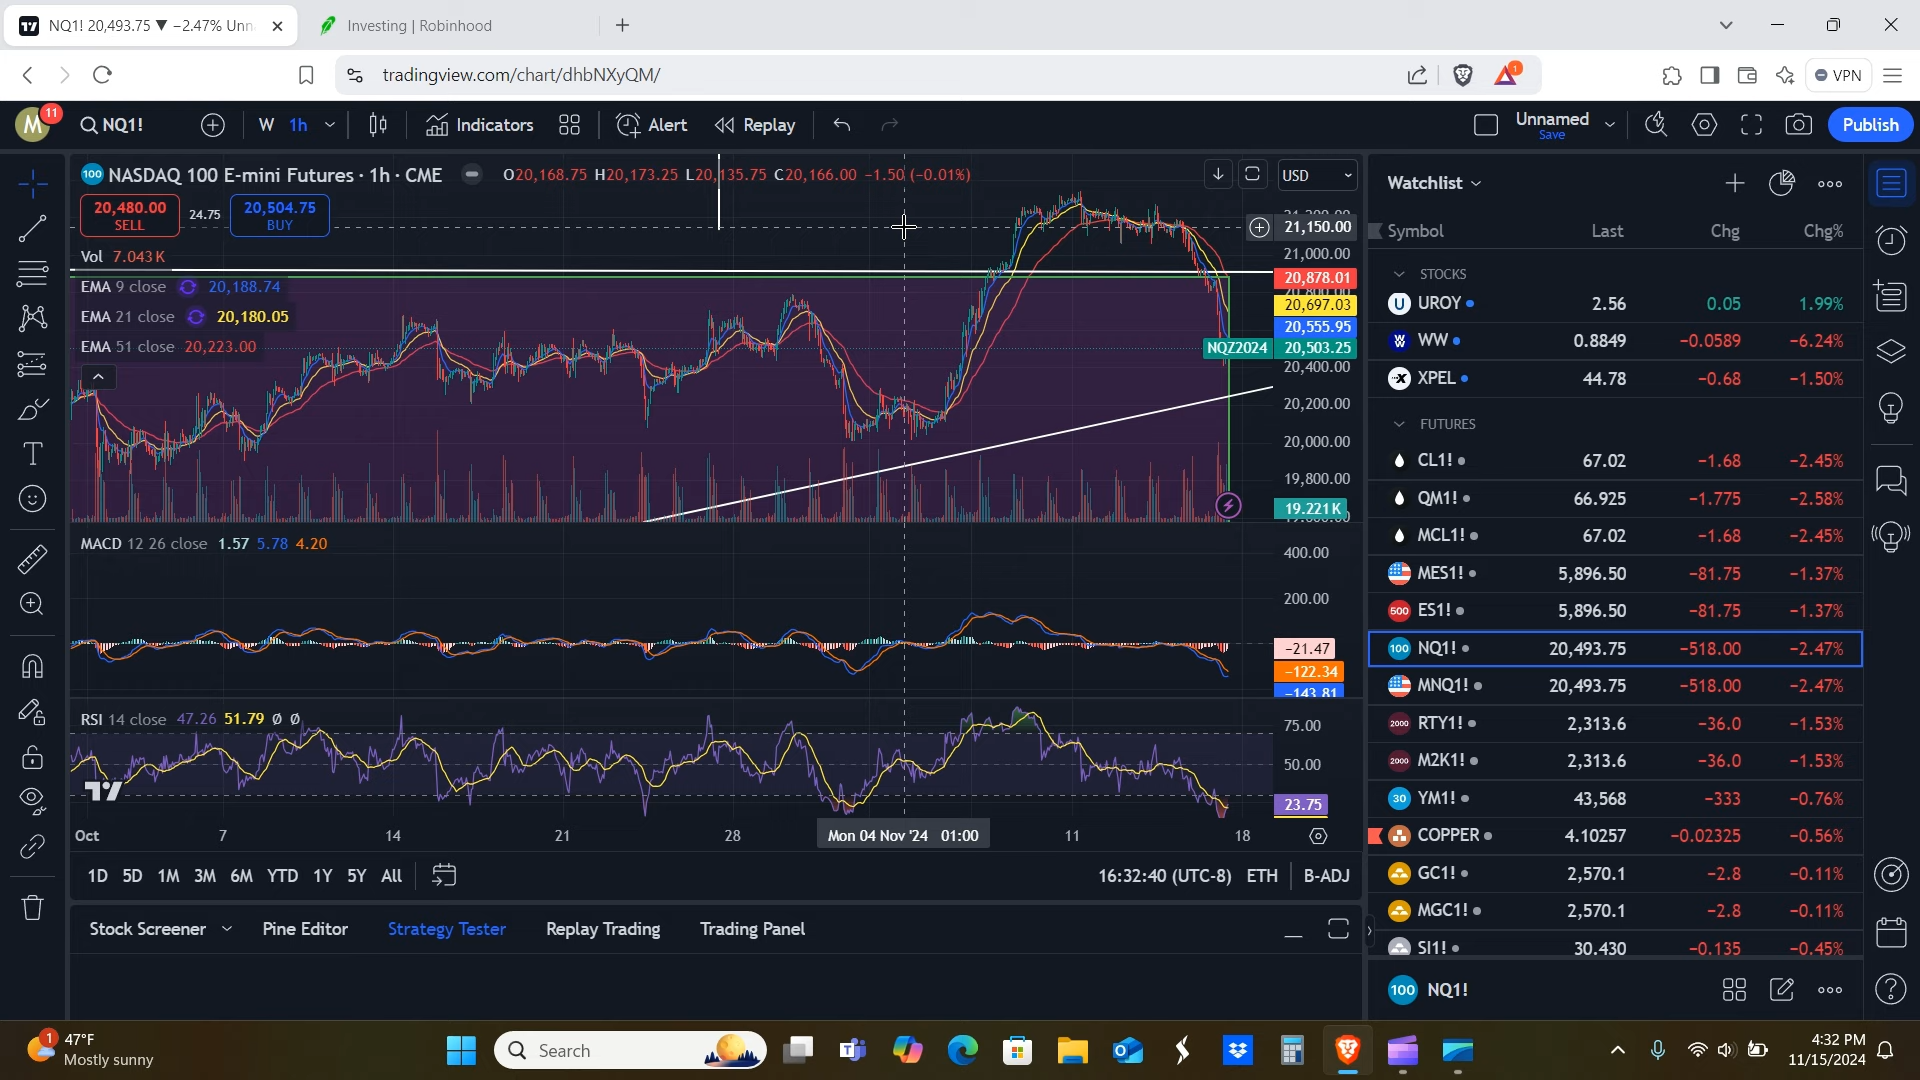 NQ1! 20,493.75 ▼ −2.47% Unn
Investing | Robinhood
tradingview.com/chart/dhbNXyQM/
1
VPN
M
11
NQ1!
W
1h
Indicators
Alert
Replay
Unnamed
Save
Publish
100 NASDAQ 100 E-mini Futures · 1h · CME
O20,168.75 H20,173.25 L20,135.75 C20,166.00 −1.50 (−0.01%)
USD
20,480.00
SELL
24.75
20,504.75
BUY
Vol 7.043K
EMA 9 close 20,188.74
EMA 21 close 20,180.05
EMA 51 close 20,223.00
21,150.00
21,000.00
20,878.01
20,697.03
20,555.95
NQZ2024 20,503.25
20,400.00
20,200.00
20,000.00
19,800.00
19.221K
MACD 12 26 close 1.57 5.78 4.20
400.00
200.00
−21.47
−122.34
−143.81
RSI 14 close 47.26 51.79 Ø Ø
75.00
50.00
23.75
Oct 7 14 21 28 Mon 04 Nov '24 01:00 11 18
1D 5D 1M 3M 6M YTD 1Y 5Y All
16:32:40 (UTC-8) ETH B-ADJ
Stock Screener Pine Editor Strategy Tester Replay Trading Trading Panel
Watchlist
Symbol Last Chg Chg%
STOCKS
U UROY 2.56 0.05 1.99%
WW 0.8849 −0.0589 −6.24%
XPEL 44.78 −0.68 −1.50%
FUTURES
CL1! 67.02 −1.68 −2.45%
QM1! 66.925 −1.775 −2.58%
MCL1! 67.02 −1.68 −2.45%
MES1! 5,896.50 −81.75 −1.37%
500 ES1! 5,896.50 −81.75 −1.37%
100 NQ1! 20,493.75 −518.00 −2.47%
MNQ1! 20,493.75 −518.00 −2.47%
2000 RTY1! 2,313.6 −36.0 −1.53%
2000 M2K1! 2,313.6 −36.0 −1.53%
30 YM1! 43,568 −333 −0.76%
COPPER 4.10257 −0.02325 −0.56%
GC1! 2,570.1 −2.8 −0.11%
MGC1! 2,570.1 −2.8 −0.11%
SI1! 30.430 −0.135 −0.45%
100 NQ1!
1
47°F
Mostly sunny
Search
4:32 PM
11/15/2024